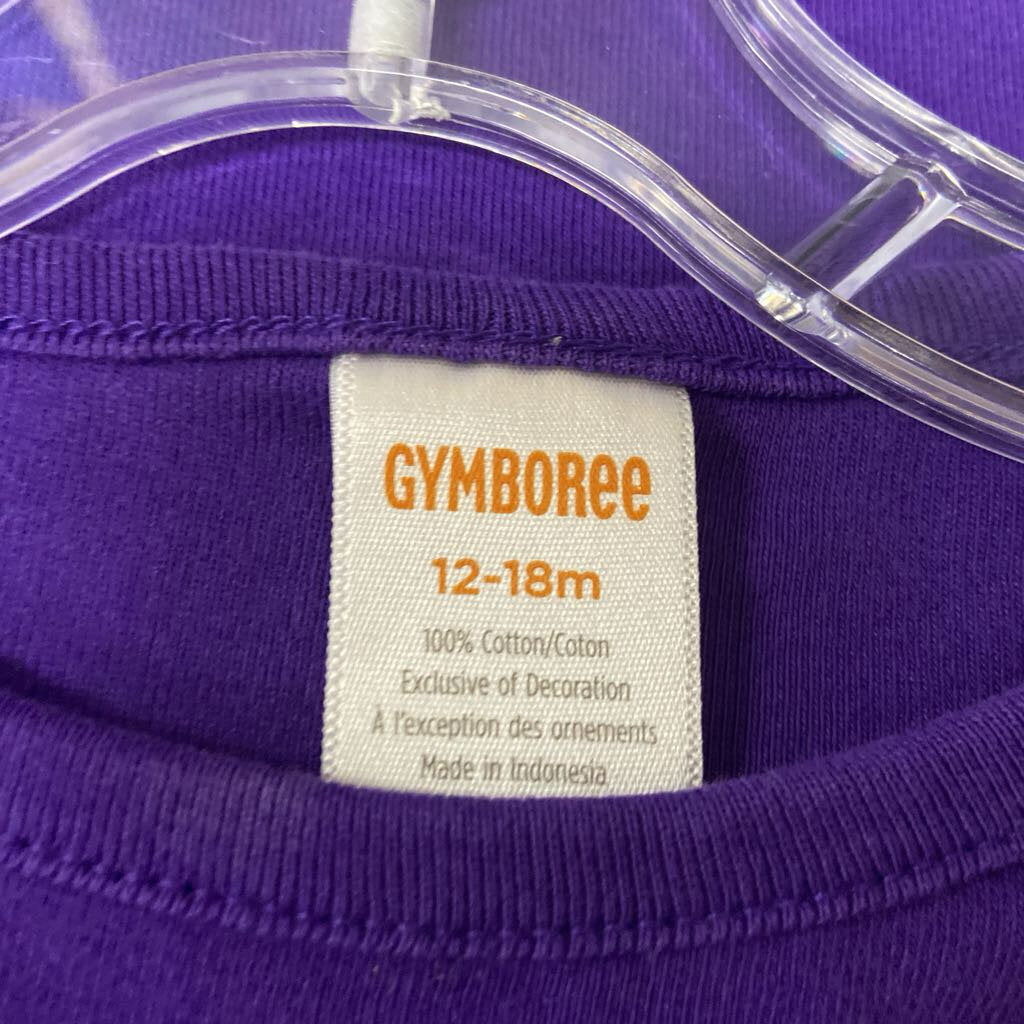 GYMBORee
12-18m
100% Cotton/Coton
Exclusive of Decoration
À l'exception des ornements
Made in Indonesia